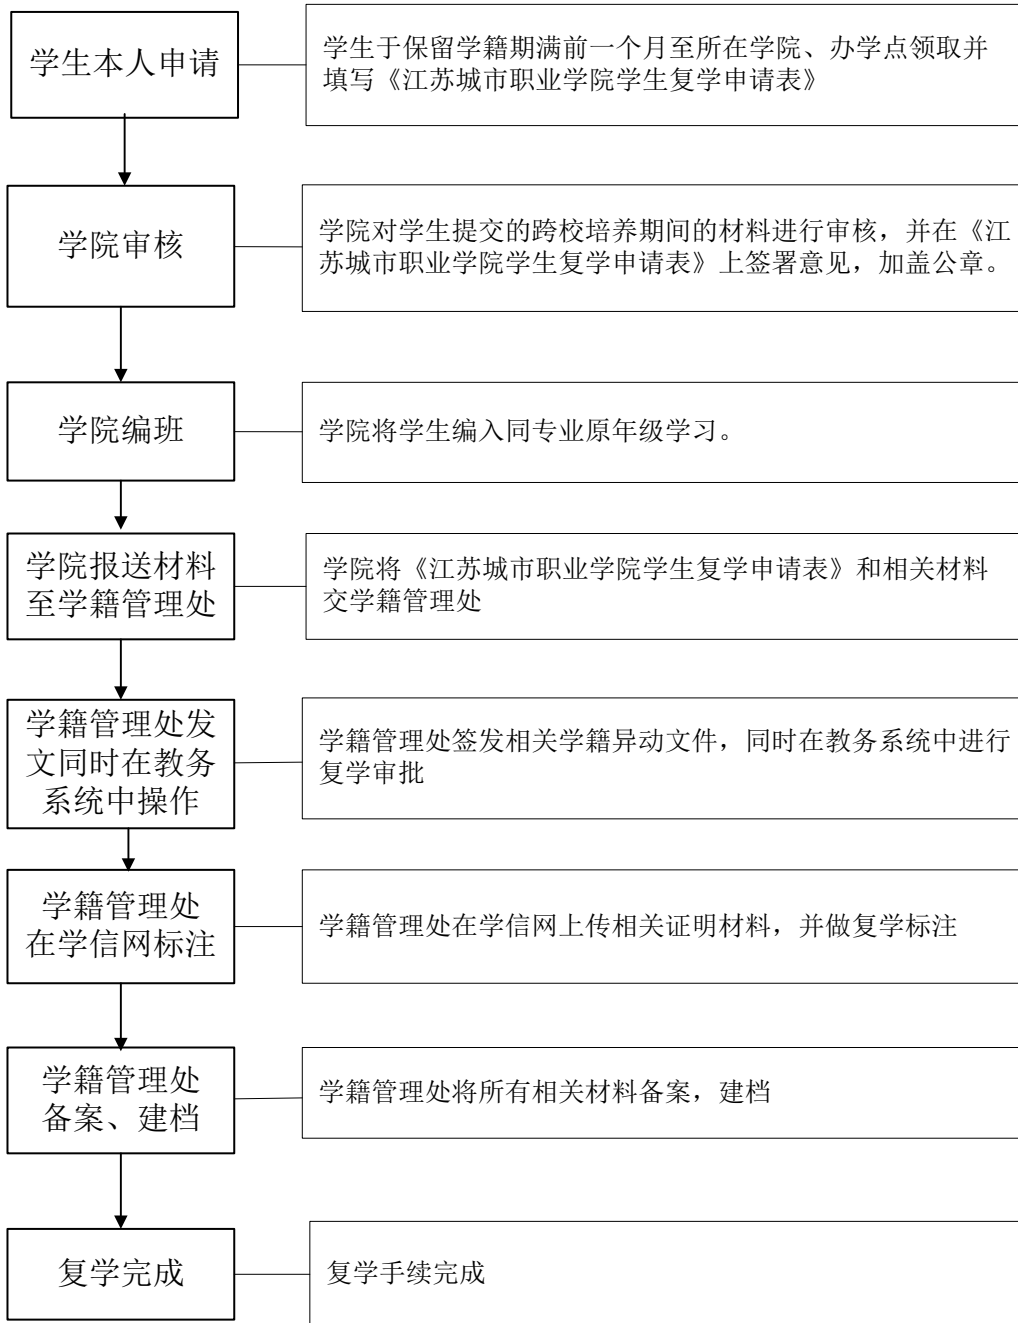 学生本人申请
学生于保留学籍期满前一个月至所在学院、办学点领取并
填写《江苏城市职业学院学生复学申请表》
学院审核
学院对学生提交的跨校培养期间的材料进行审核，并在《江
苏城市职业学院学生复学申请表》上签署意见，加盖公章。
学院编班
学院将学生编入同专业原年级学习。
学院报送材料
至学籍管理处
学院将《江苏城市职业学院学生复学申请表》和相关材料
交学籍管理处
学籍管理处发
文同时在教务
系统中操作
学籍管理处签发相关学籍异动文件，同时在教务系统中进行
复学审批
学籍管理处
在学信网标注
学籍管理处在学信网上传相关证明材料，并做复学标注
学籍管理处
备案、建档
学籍管理处将所有相关材料备案，建档
复学完成
复学手续完成